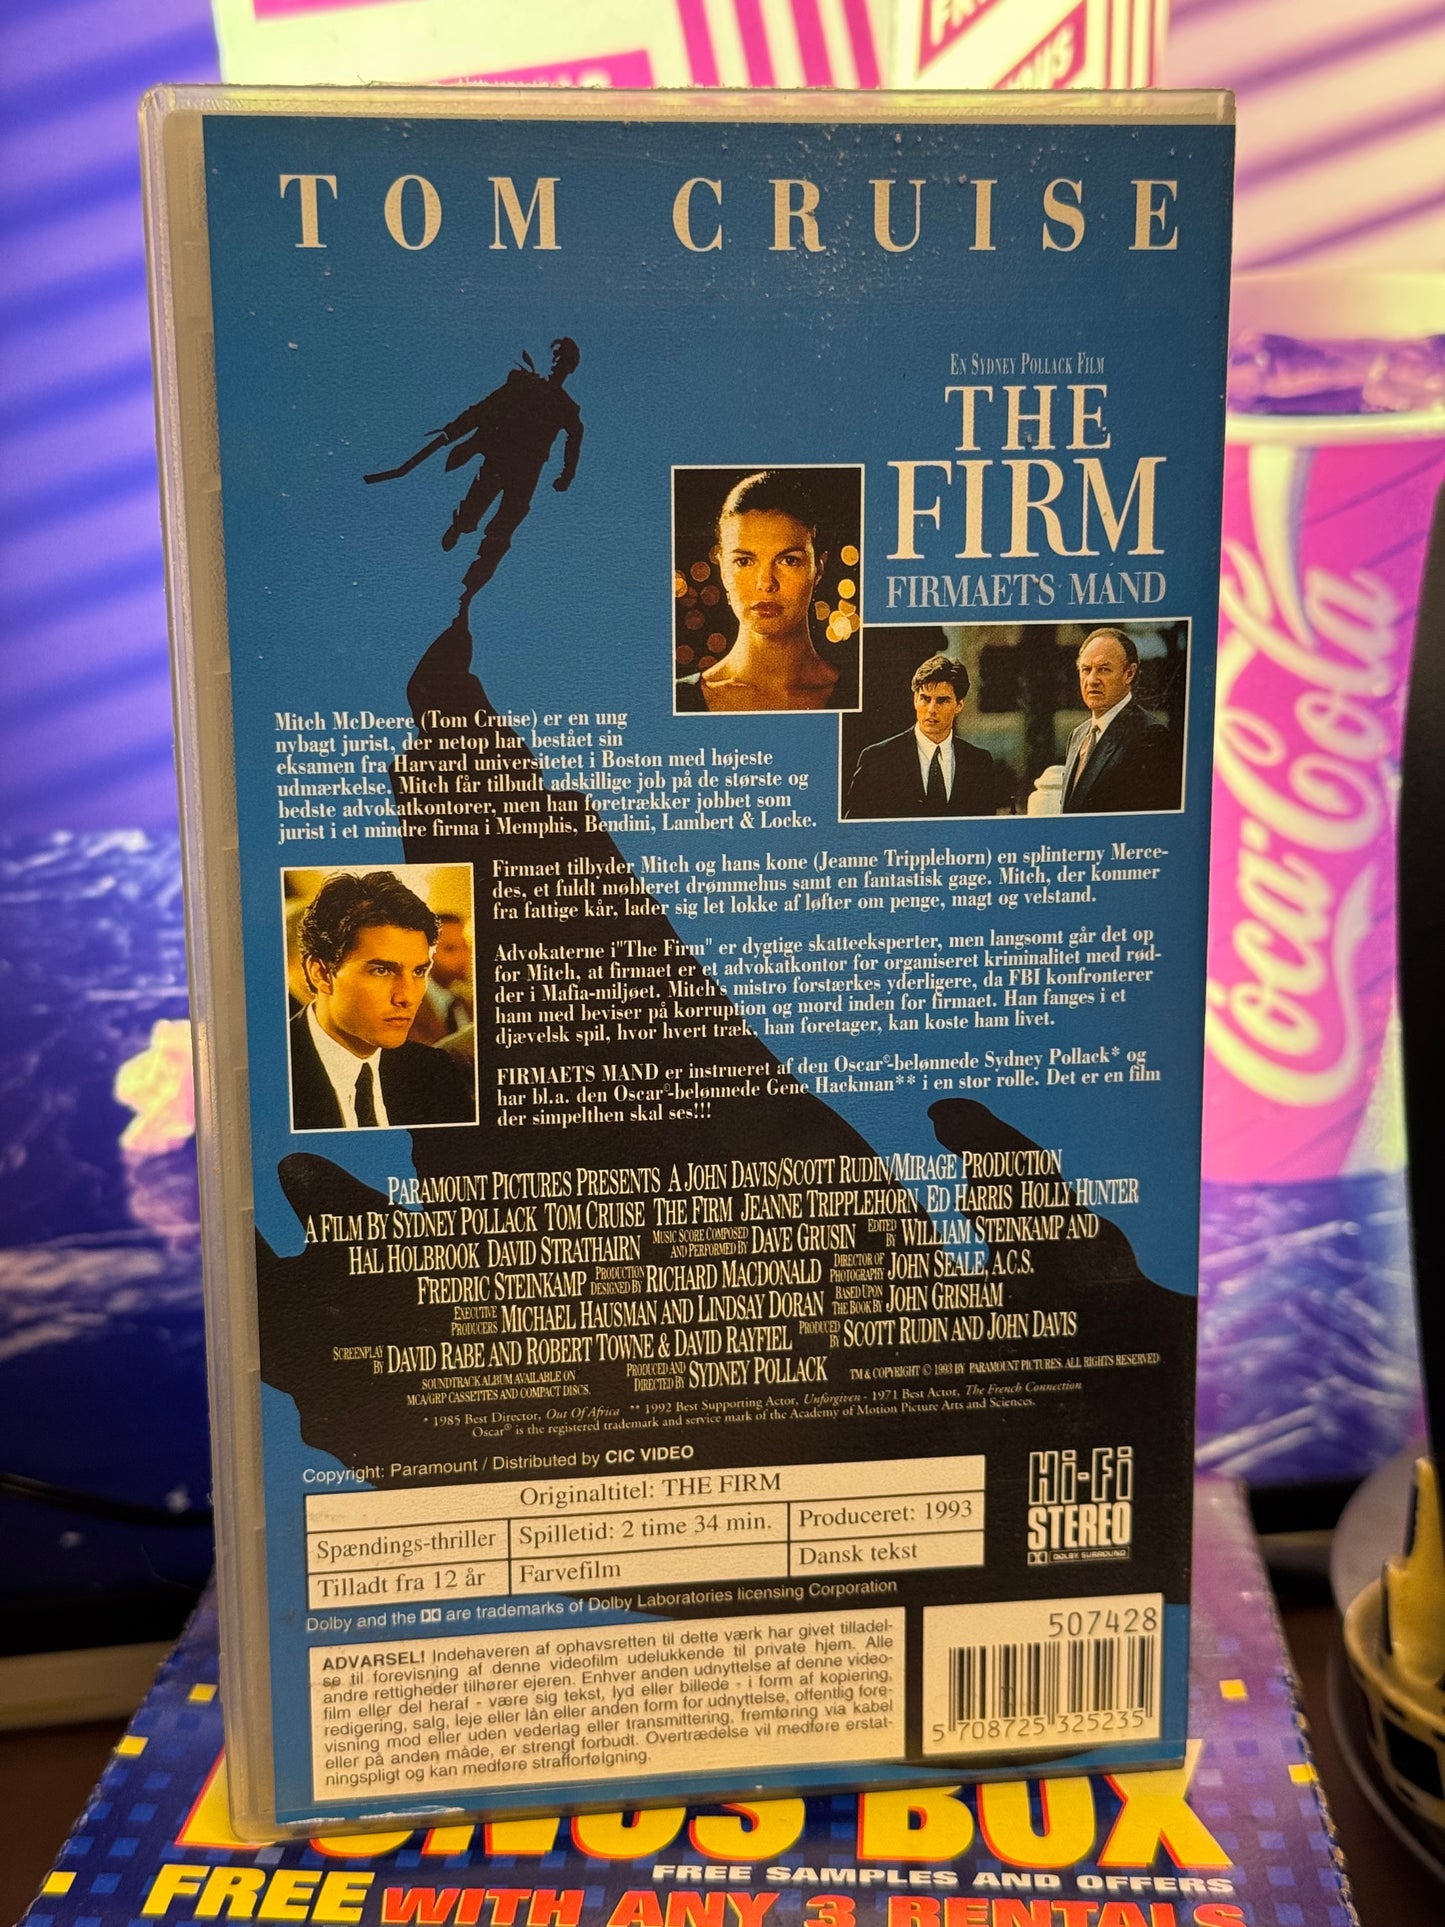 TOM CRUISE
EN SYDNEY POLLACK FILM
THE
FIRM
FIRMAETS MAND
Mitch McDeere (Tom Cruise) er en ung
nybagt jurist, der netop har bestået sin
eksamen fra Harvard universitetet i Boston med højeste
udmærkelse. Mitch får tilbudt adskillige job på de største og
bedste advokatkontorer, men han foretrækker jobbet som
jurist i et mindre firma i Memphis, Bendini, Lambert & Locke.
Firmaet tilbyder Mitch og hans kone (Jeanne Tripplehorn) en splinterny Merce-
des, et fuldt møbleret drømmehus samt en fantastisk gage. Mitch, der kommer
fra fattige kår, lader sig let lokke af løfter om penge, magt og velstand.
Advokaterne i"The Firm" er dygtige skatteeksperter, men langsomt går det op
for Mitch, at firmaet er et advokatkontor for organiseret kriminalitet med rød-
der i Mafia-miljøet. Mitch's mistro forstærkes yderligere, da FBI konfronterer
ham med beviser på korruption og mord inden for firmaet. Han fanges i et
djævelsk spil, hvor hvert træk, han foretager, kan koste ham livet.
FIRMAETS MAND er instrueret af den Oscar®-belønnede Sydney Pollack* og
har bl.a. den Oscar®-belønnede Gene Hackman** i en stor rolle. Det er en film
der simpelthen skal ses!!!
PARAMOUNT PICTURES PRESENTS A JOHN DAVIS/SCOTT RUDIN/MIRAGE PRODUCTION
A FILM BY SYDNEY POLLACK TOM CRUISE THE FIRM JEANNE TRIPPLEHORN ED HARRIS HOLLY HUNTER
HAL HOLBROOK DAVID STRATHAIRN MUSIC SCORE COMPOSED AND PERFORMED BY DAVE GRUSIN EDITED BY WILLIAM STEINKAMP AND
FREDRIC STEINKAMP PRODUCTION DESIGNED BY RICHARD MACDONALD DIRECTOR OF PHOTOGRAPHY JOHN SEALE, A.C.S.
EXECUTIVE PRODUCERS MICHAEL HAUSMAN AND LINDSAY DORAN BASED UPON THE BOOK BY JOHN GRISHAM
SCREENPLAY BY DAVID RABE AND ROBERT TOWNE & DAVID RAYFIEL PRODUCED BY SCOTT RUDIN AND JOHN DAVIS
SOUNDTRACK ALBUM AVAILABLE ON MCA/GRP CASSETTES AND COMPACT DISCS. PRODUCED AND DIRECTED BY SYDNEY POLLACK TM & COPYRIGHT © 1993 BY PARAMOUNT PICTURES. ALL RIGHTS RESERVED
* 1985 Best Director, Out Of Africa ** 1992 Best Supporting Actor, Unforgiven - 1971 Best Actor, The French Connection
Oscar® is the registered trademark and service mark of the Academy of Motion Picture Arts and Sciences.
Copyright: Paramount / Distributed by CIC VIDEO
Originaltitel: THE FIRM
Spændings-thriller Spilletid: 2 time 34 min. Produceret: 1993
Tilladt fra 12 år Farvefilm Dansk tekst
Hi-Fi
STEREO
DOLBY SURROUND
Dolby and the DD are trademarks of Dolby Laboratories licensing Corporation
ADVARSEL! Indehaveren af ophavsretten til dette værk har givet tilladel-
se til forevisning af denne videofilm udelukkende til private hjem. Alle
andre rettigheder tilhører ejeren. Enhver anden udnyttelse af denne video-
film eller del heraf - være sig tekst, lyd eller billede - i form af kopiering,
redigering, salg, leje eller lån eller anden form for udnyttelse, offentlig fore-
visning mod eller uden vederlag eller transmittering, fremføring via kabel
eller på anden måde, er strengt forbudt. Overtrædelse vil medføre erstat-
ningspligt og kan medføre strafforfølgning.
507428
5 708725 325235
Coca-Cola
BONUS BOX
FREE SAMPLES AND OFFERS
FREE WITH ANY 3 RENTALS